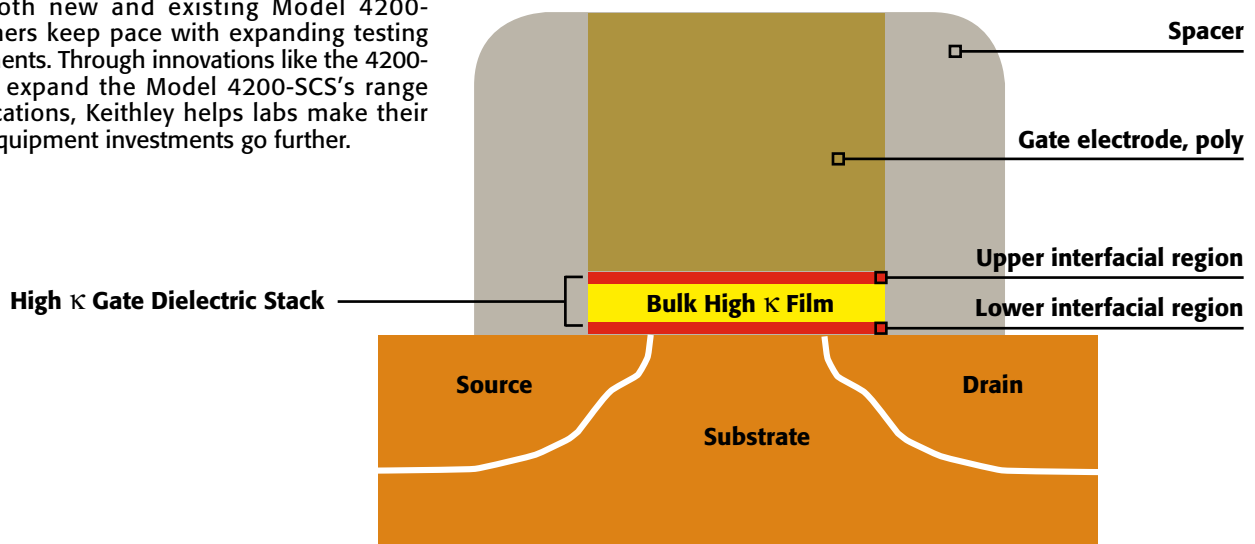 oth new and existing Model 4200-
ners keep pace with expanding testing
ents. Through innovations like the 4200-
expand the Model 4200-SCS's range
cations, Keithley helps labs make their
quipment investments go further.
Spacer
Gate electrode, poly
Upper interfacial region
High κ Gate Dielectric Stack
Bulk High κ Film
Lower interfacial region
Source
Drain
Substrate